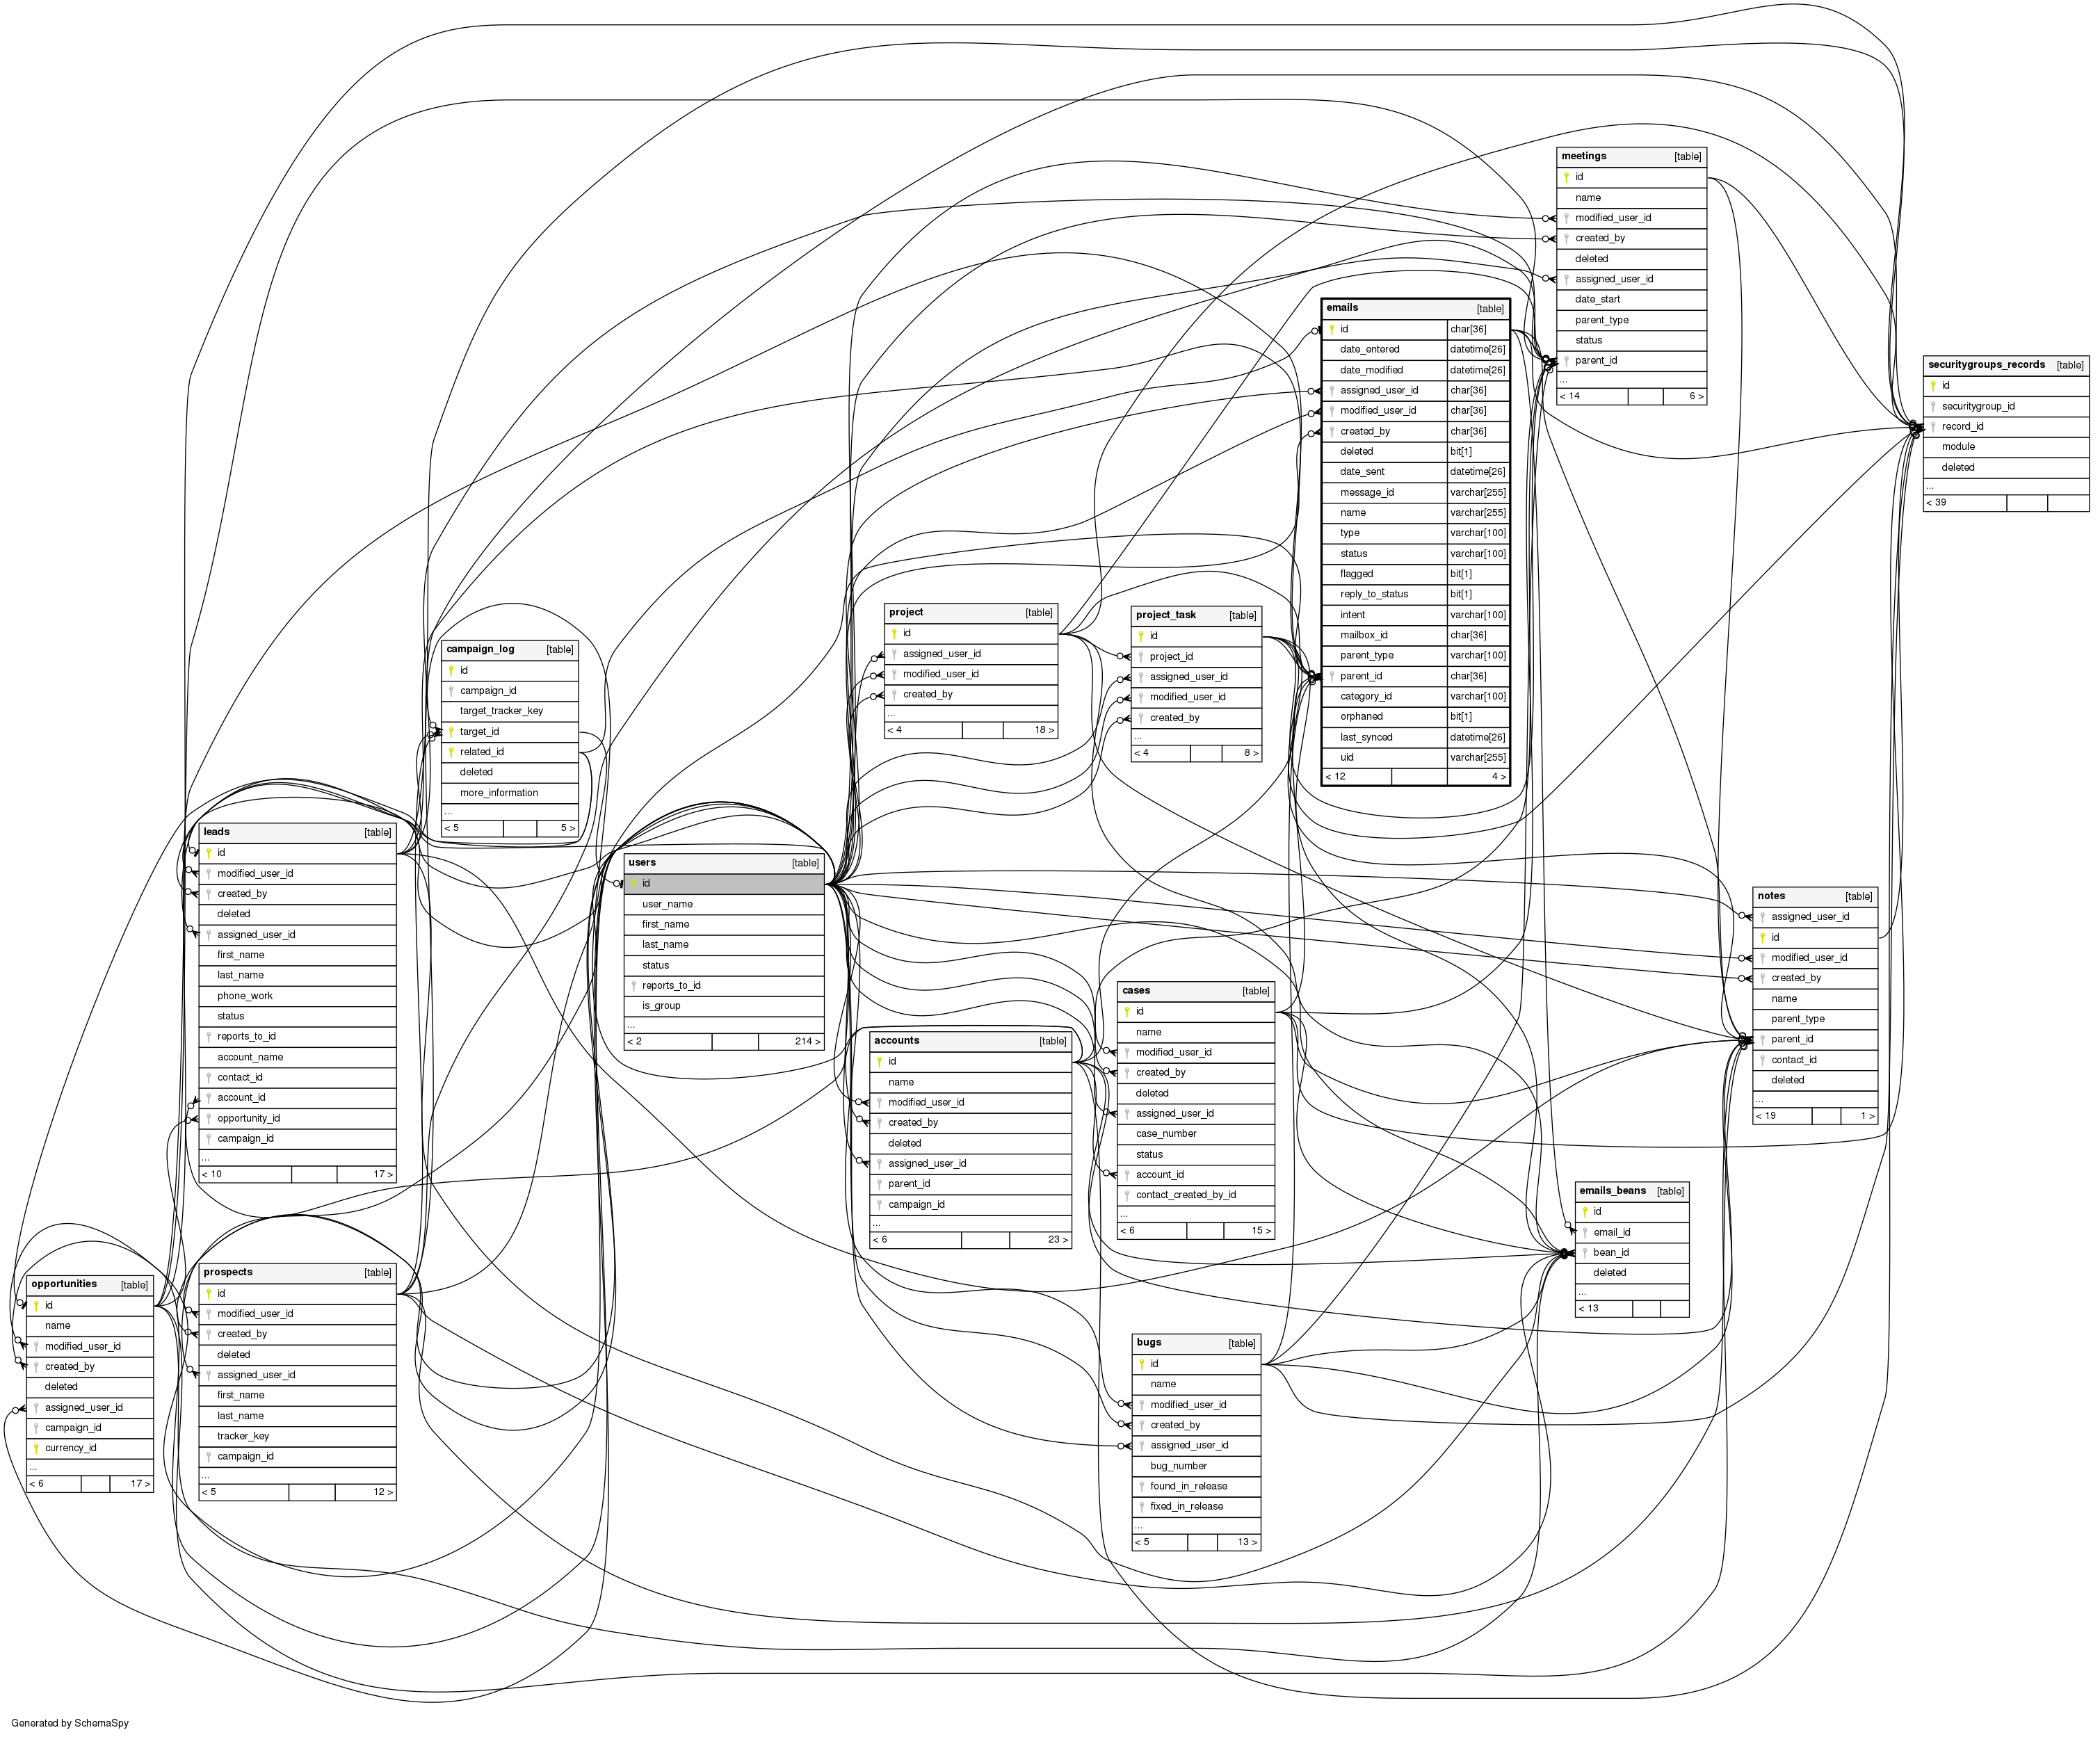 meetings [table]
id
name
modified_user_id
created_by
deleted
assigned_user_id
date_start
parent_type
status
parent_id
...
< 14 6 >
emails [table]
id char[36]
date_entered datetime[26]
date_modified datetime[26]
assigned_user_id char[36]
modified_user_id char[36]
created_by char[36]
deleted bit[1]
date_sent datetime[26]
message_id varchar[255]
name varchar[255]
type varchar[100]
status varchar[100]
flagged bit[1]
reply_to_status bit[1]
intent varchar[100]
mailbox_id char[36]
parent_type varchar[100]
parent_id char[36]
category_id varchar[100]
orphaned bit[1]
last_synced datetime[26]
uid varchar[255]
< 12 4 >
securitygroups_records [table]
id
securitygroup_id
record_id
module
deleted
...
< 39
project [table]
id
assigned_user_id
modified_user_id
created_by
...
< 4 18 >
project_task [table]
id
project_id
assigned_user_id
modified_user_id
created_by
...
< 4 8 >
campaign_log [table]
id
campaign_id
target_tracker_key
target_id
related_id
deleted
more_information
...
< 5 5 >
leads [table]
id
modified_user_id
created_by
deleted
assigned_user_id
first_name
last_name
phone_work
status
reports_to_id
account_name
contact_id
account_id
opportunity_id
campaign_id
...
< 10 17 >
users [table]
id
user_name
first_name
last_name
status
reports_to_id
is_group
...
< 2 214 >
notes [table]
assigned_user_id
id
modified_user_id
created_by
name
parent_type
parent_id
contact_id
deleted
...
< 19 1 >
cases [table]
id
name
modified_user_id
created_by
deleted
assigned_user_id
case_number
status
account_id
contact_created_by_id
...
< 6 15 >
accounts [table]
id
name
modified_user_id
created_by
deleted
assigned_user_id
parent_id
campaign_id
...
< 6 23 >
emails_beans [table]
id
email_id
bean_id
deleted
...
< 13
opportunities [table]
id
name
modified_user_id
created_by
deleted
assigned_user_id
campaign_id
currency_id
...
< 6 17 >
prospects [table]
id
modified_user_id
created_by
deleted
assigned_user_id
first_name
last_name
tracker_key
campaign_id
...
< 5 12 >
bugs [table]
id
name
modified_user_id
created_by
assigned_user_id
bug_number
found_in_release
fixed_in_release
...
< 5 13 >
Generated by SchemaSpy